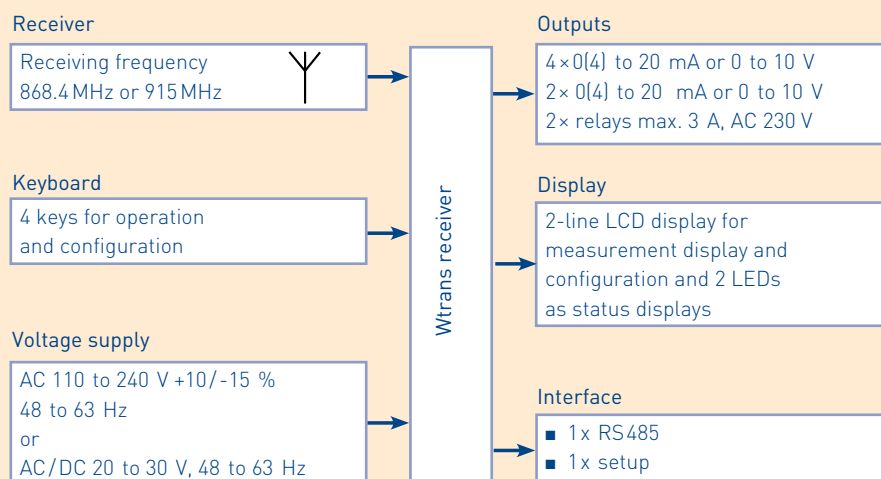 Receiver
Receiving frequency
868.4 MHz or 915 MHz
Keyboard
4 keys for operation
and configuration
Voltage supply
AC 110 to 240 V +10/-15 %
48 to 63 Hz
or
AC/DC 20 to 30 V, 48 to 63 Hz
Wtrans receiver
Outputs
4×0(4) to 20 mA or 0 to 10 V
2× 0(4) to 20 mA or 0 to 10 V
2× relays max. 3 A, AC 230 V
Display
2-line LCD display for
measurement display and
configuration and 2 LEDs
as status displays
Interface
■ 1x RS485
■ 1x setup